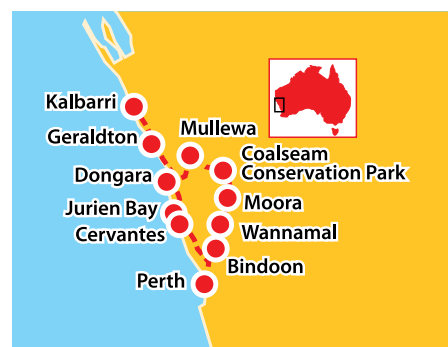 Kalbarri
Geraldton
Mullewa
Coalseam
Conservation Park
Dongara
Jurien Bay
Moora
Cervantes
Wannamal
Bindoon
Perth